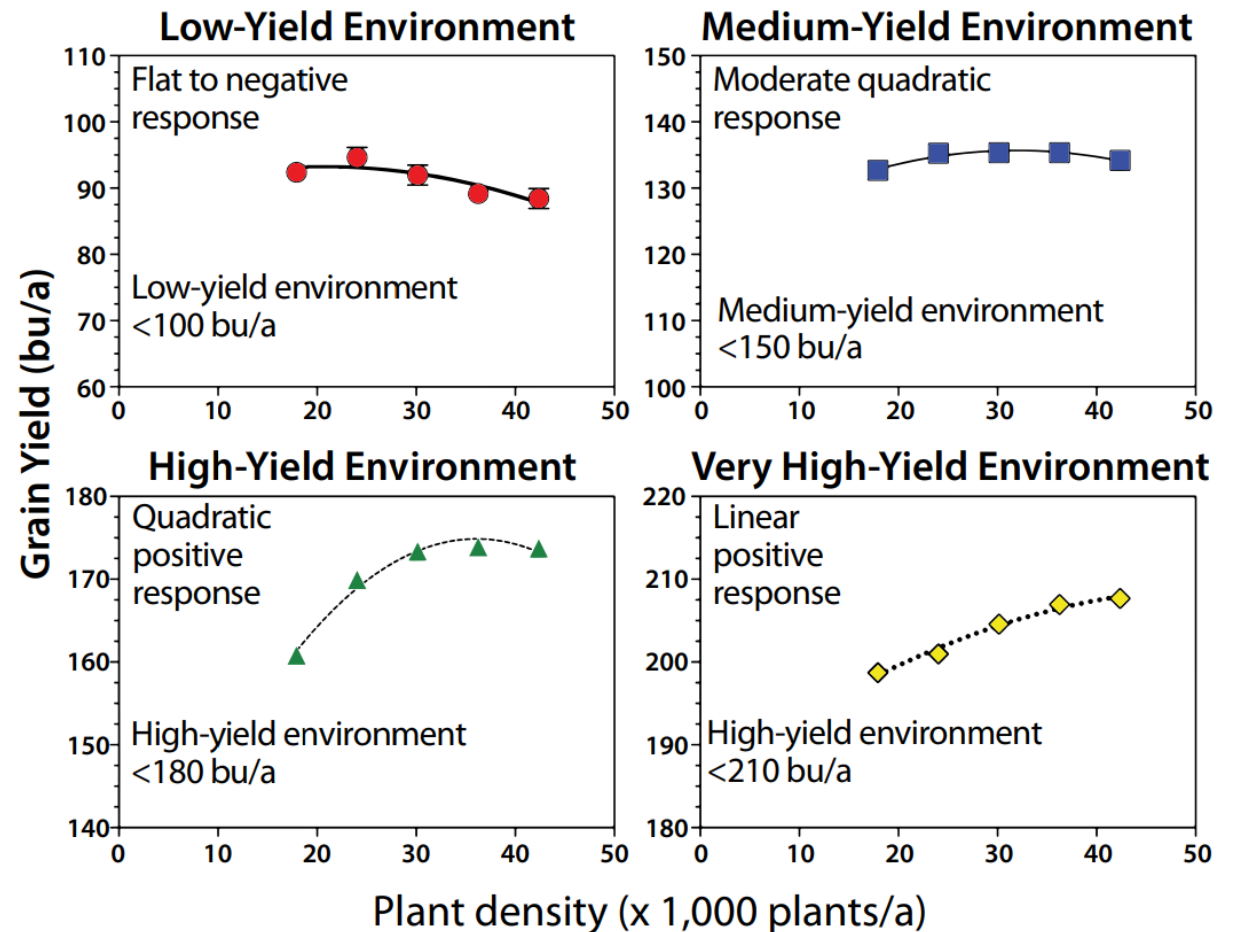 Low-Yield Environment
Flat to negative
response
Low-yield environment
<100 bu/a
110
100
90
80
70
60
0 10 20 30 40 50
Medium-Yield Environment
Moderate quadratic
response
Medium-yield environment
<150 bu/a
150
140
130
120
110
100
0 10 20 30 40 50
Grain Yield (bu/a)
High-Yield Environment
Quadratic
positive
response
High-yield environment
<180 bu/a
180
170
160
150
140
0 10 20 30 40 50
Very High-Yield Environment
Linear
positive
response
High-yield environment
<210 bu/a
220
210
200
190
180
0 10 20 30 40 50
Plant density (x 1,000 plants/a)